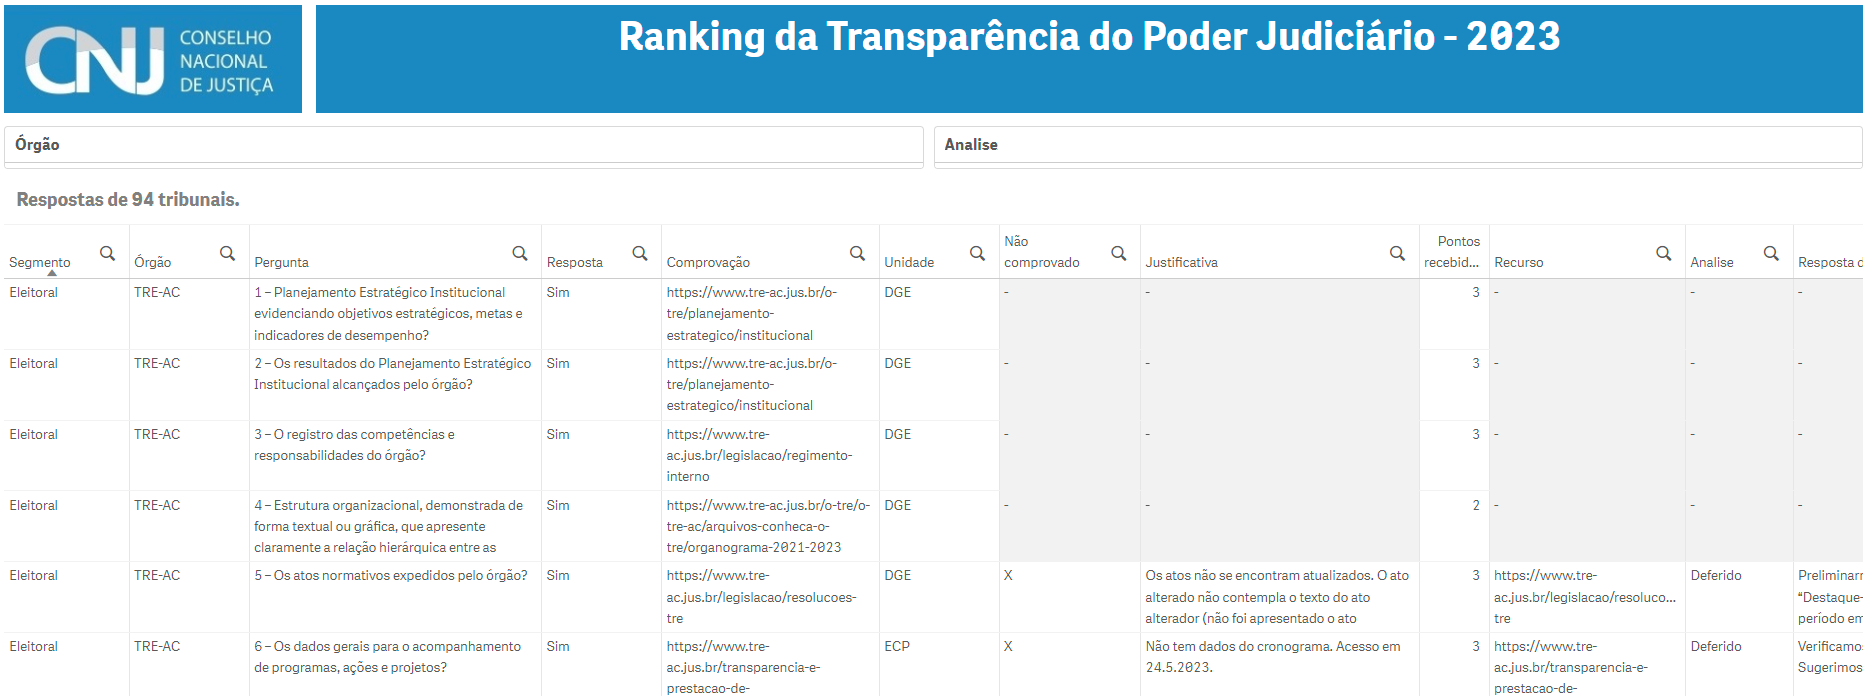 CNJ
CONSELHO
NACIONAL
DE JUSTIÇA
Ranking da Transparência do Poder Judiciário - 2023
Órgão
Analise
Respostas de 94 tribunais.
Segmento
Órgão
Pergunta
Resposta
Comprovação
Unidade
Não
comprovado
Justificativa
Pontos
recebid...
Recurso
Analise
Resposta d
Eleitoral
TRE-AC
1 – Planejamento Estratégico Institucional
evidenciando objetivos estratégicos, metas e
indicadores de desempenho?
Sim
https://www.tre-ac.jus.br/o-
tre/planejamento-
estrategico/institucional
DGE
-
-
3
-
-
-
Eleitoral
TRE-AC
2 – Os resultados do Planejamento Estratégico
Institucional alcançados pelo órgão?
Sim
https://www.tre-ac.jus.br/o-
tre/planejamento-
estrategico/institucional
DGE
-
-
3
-
-
-
Eleitoral
TRE-AC
3 – O registro das competências e
responsabilidades do órgão?
Sim
https://www.tre-
ac.jus.br/legislacao/regimento-
interno
DGE
-
-
3
-
-
-
Eleitoral
TRE-AC
4 – Estrutura organizacional, demonstrada de
forma textual ou gráfica, que apresente
claramente a relação hierárquica entre as
Sim
https://www.tre-ac.jus.br/o-tre/o-
tre-ac/arquivos-conheca-o-
tre/organograma-2021-2023
DGE
-
-
2
-
-
-
Eleitoral
TRE-AC
5 – Os atos normativos expedidos pelo órgão?
Sim
https://www.tre-
ac.jus.br/legislacao/resolucoes-
tre
DGE
X
Os atos não se encontram atualizados. O ato
alterado não contempla o texto do ato
alterador (não foi apresentado o ato
3
https://www.tre-
ac.jus.br/legislacao/resoluco...
tre
Deferido
Preliminarm
“Destaque-
período em
Eleitoral
TRE-AC
6 – Os dados gerais para o acompanhamento
de programas, ações e projetos?
Sim
https://www.tre-
ac.jus.br/transparencia-e-
prestacao-de-
ECP
X
Não tem dados do cronograma. Acesso em
24.5.2023.
3
https://www.tre-
ac.jus.br/transparencia-e-
prestacao-de-
Deferido
Verificamos
Sugerimos